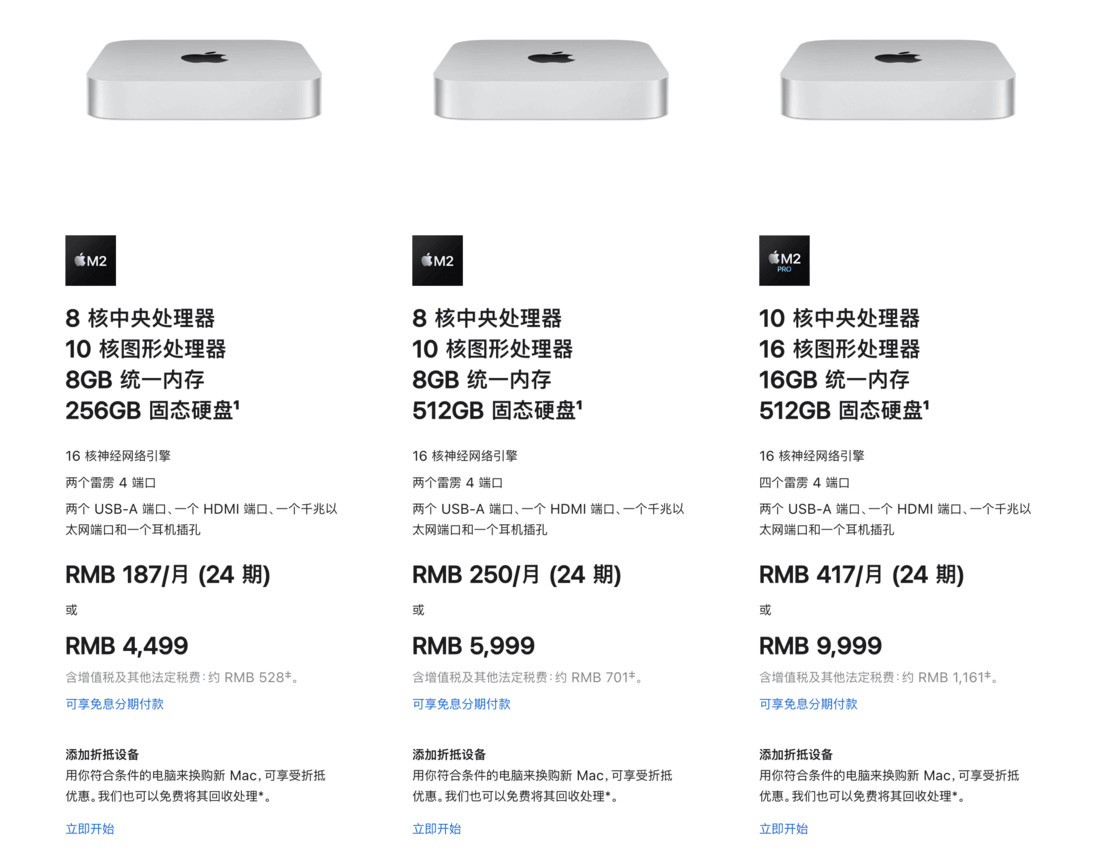 M2
8 核中央处理器
10 核图形处理器
8GB 统一内存
256GB 固态硬盘¹
16 核神经网络引擎
两个雷雳 4 端口
两个 USB-A 端口、一个 HDMI 端口、一个千兆以
太网端口和一个耳机插孔
RMB 187/月 (24 期)
或
RMB 4,499
含增值税及其他法定税费：约 RMB 528‡。
可享免息分期付款
添加折抵设备
用你符合条件的电脑来换购新 Mac，可享受折抵
优惠。我们也可以免费将其回收处理*。
立即开始
M2
8 核中央处理器
10 核图形处理器
8GB 统一内存
512GB 固态硬盘¹
16 核神经网络引擎
两个雷雳 4 端口
两个 USB-A 端口、一个 HDMI 端口、一个千兆以
太网端口和一个耳机插孔
RMB 250/月 (24 期)
或
RMB 5,999
含增值税及其他法定税费：约 RMB 701‡。
可享免息分期付款
添加折抵设备
用你符合条件的电脑来换购新 Mac，可享受折抵
优惠。我们也可以免费将其回收处理*。
立即开始
M2
PRO
10 核中央处理器
16 核图形处理器
16GB 统一内存
512GB 固态硬盘¹
16 核神经网络引擎
四个雷雳 4 端口
两个 USB-A 端口、一个 HDMI 端口、一个千兆以
太网端口和一个耳机插孔
RMB 417/月 (24 期)
或
RMB 9,999
含增值税及其他法定税费：约 RMB 1,161‡。
可享免息分期付款
添加折抵设备
用你符合条件的电脑来换购新 Mac，可享受折抵
优惠。我们也可以免费将其回收处理*。
立即开始